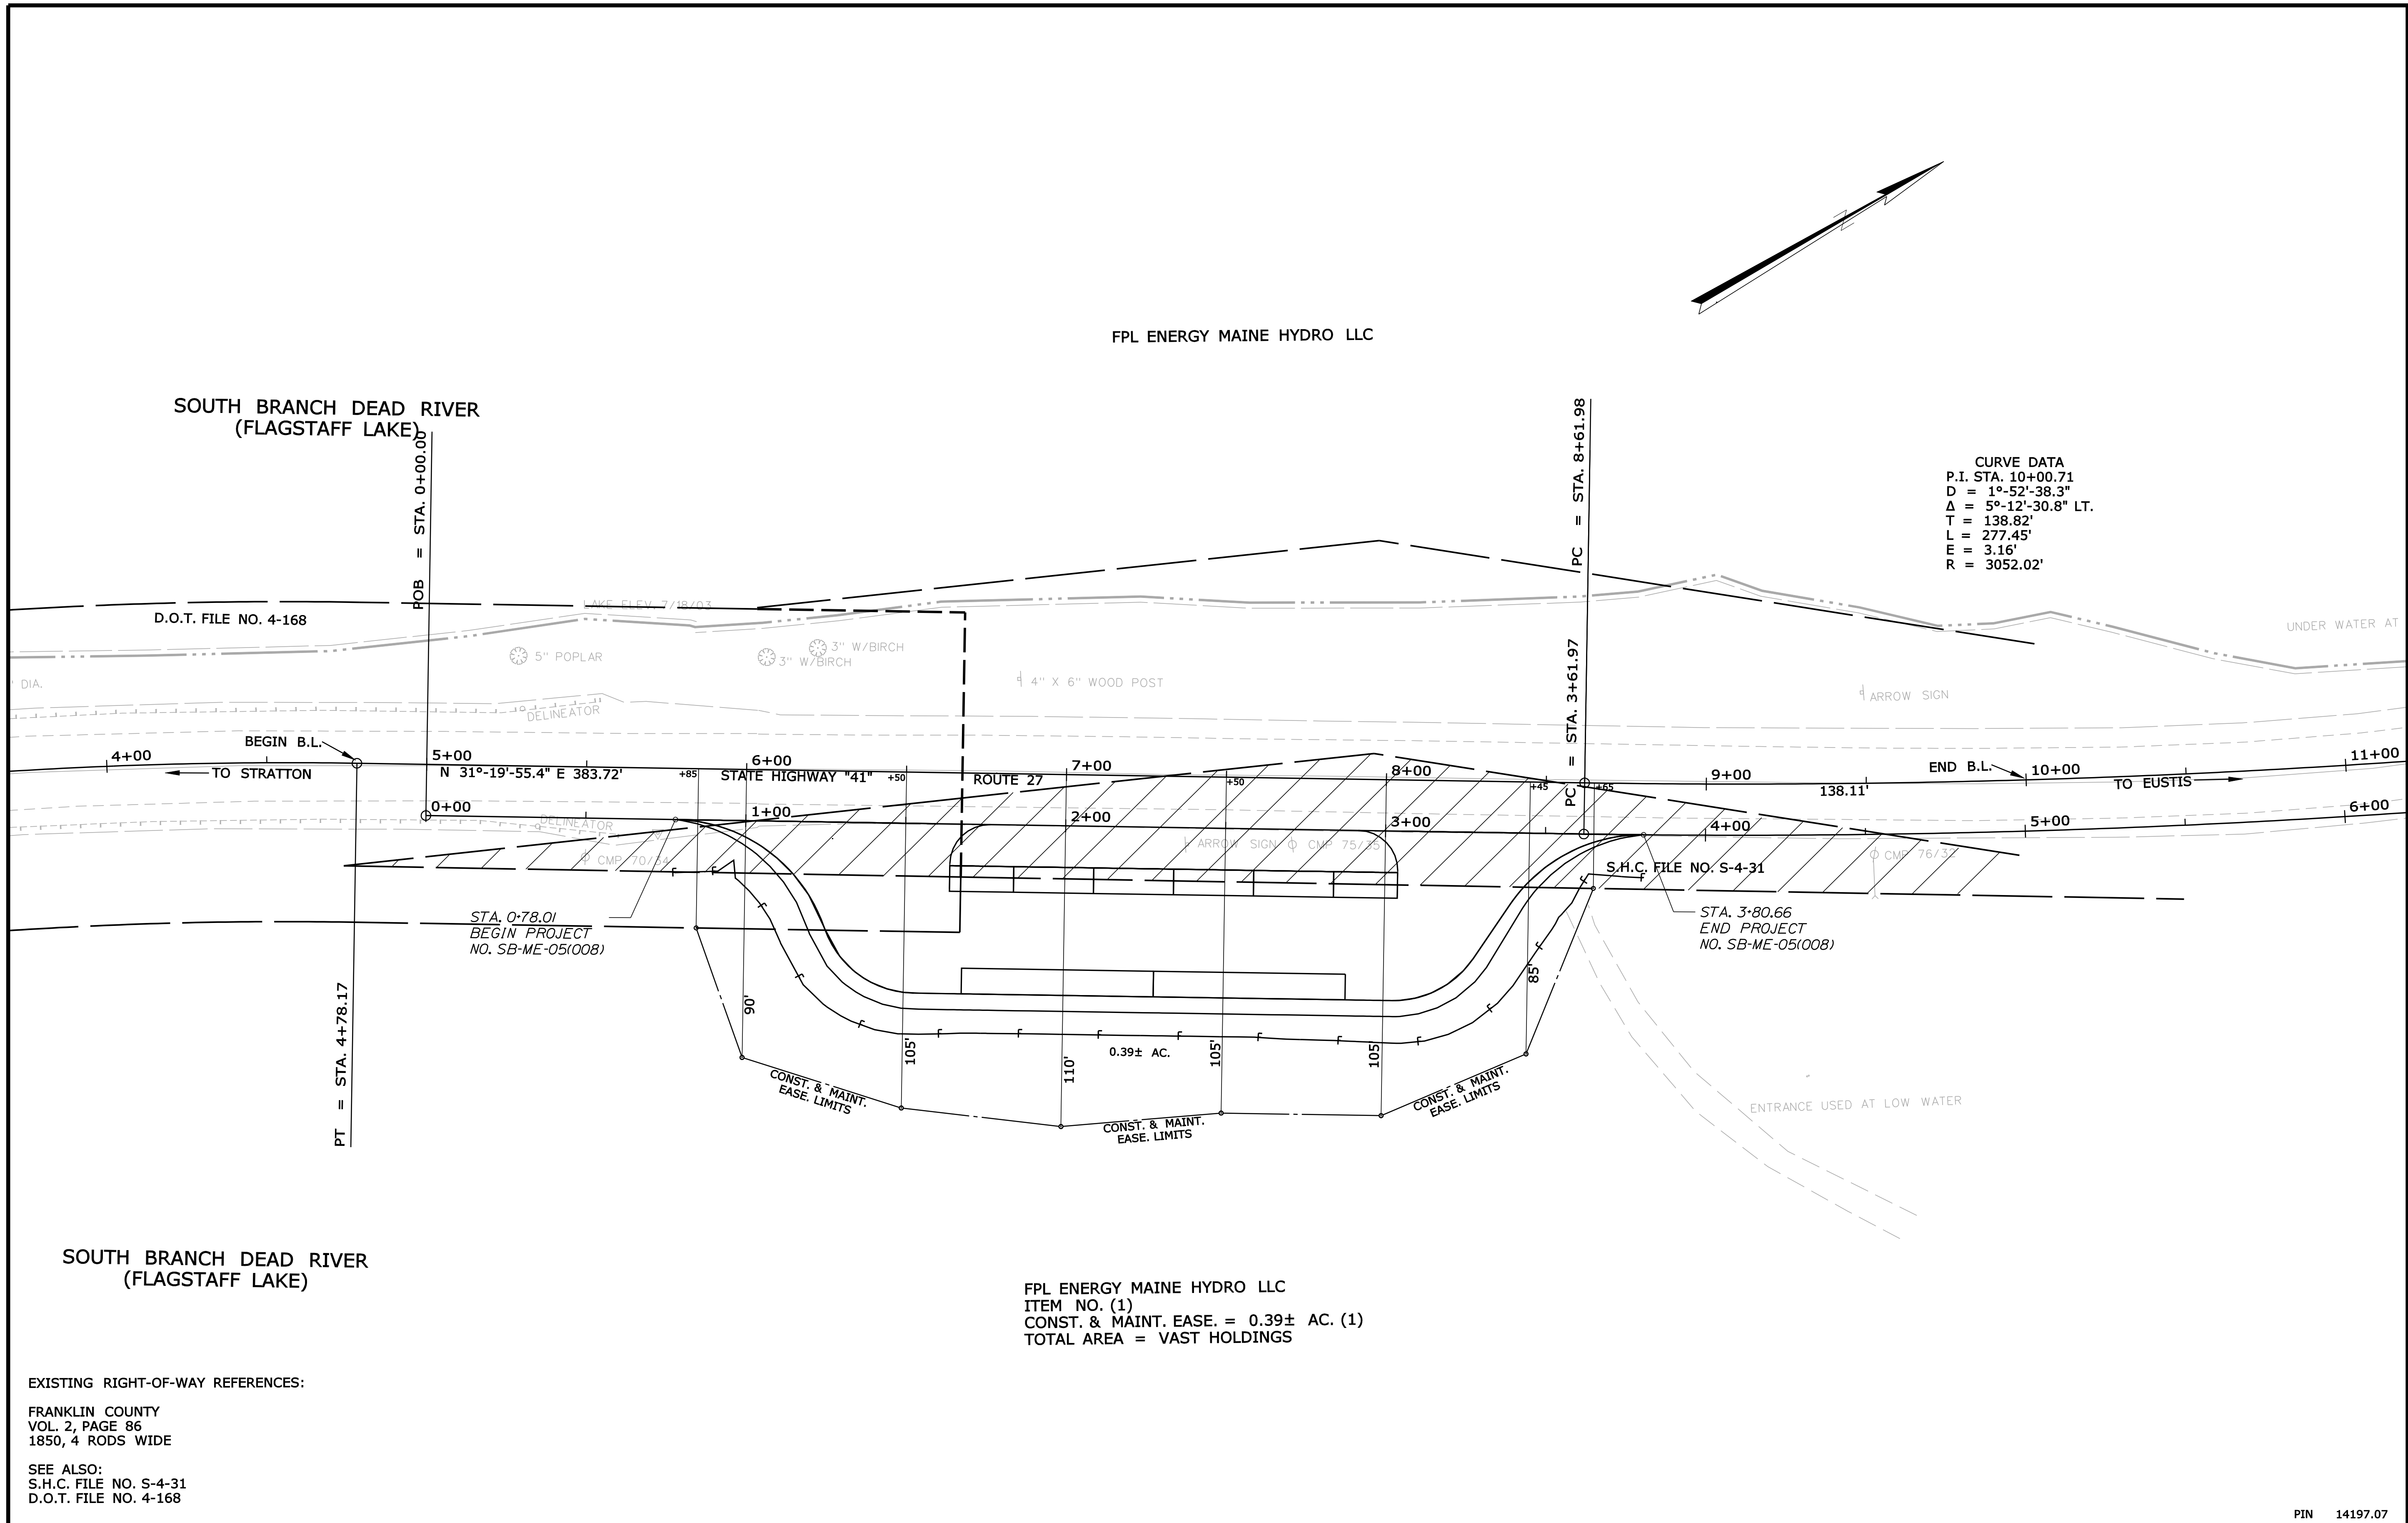 FPL ENERGY MAINE HYDRO LLC
SOUTH BRANCH DEAD RIVER
(FLAGSTAFF LAKE)
POB = STA. 0+00.00
PC = STA. 8+61.98
PC = STA. 3+61.97
CURVE DATA
P.I. STA. 10+00.71
D = 1°-52'-38.3"
Δ = 5°-12'-30.8" LT.
T = 138.82'
L = 277.45'
E = 3.16'
R = 3052.02'
D.O.T. FILE NO. 4-168
LAKE ELEV. 7/18/03
UNDER WATER AT
5" POPLAR
3" W/BIRCH
3" W/BIRCH
' DIA.
4" X 6" WOOD POST
ARROW SIGN
DELINEATOR
BEGIN B.L.
4+00
5+00
6+00
7+00
8+00
9+00
END B.L.
10+00
11+00
TO STRATTON
N 31°-19'-55.4" E 383.72'
+85
STATE HIGHWAY "41"
+50
ROUTE 27
+50
+45
+65
138.11'
TO EUSTIS
0+00
1+00
2+00
3+00
4+00
5+00
6+00
DELINEATOR
CMP 70/34
ARROW SIGN
CMP 75/35
CMP 76/32
S.H.C. FILE NO. S-4-31
STA. 0+78.01
BEGIN PROJECT
NO. SB-ME-05(008)
STA. 3+80.66
END PROJECT
NO. SB-ME-05(008)
PT = STA. 4+78.17
90'
105'
110'
105'
105'
85'
0.39± AC.
CONST. & MAINT.
EASE. LIMITS
CONST. & MAINT.
EASE. LIMITS
CONST. & MAINT.
EASE. LIMITS
ENTRANCE USED AT LOW WATER
SOUTH BRANCH DEAD RIVER
(FLAGSTAFF LAKE)
FPL ENERGY MAINE HYDRO LLC
ITEM NO. (1)
CONST. & MAINT. EASE. = 0.39± AC. (1)
TOTAL AREA = VAST HOLDINGS
EXISTING RIGHT-OF-WAY REFERENCES:
FRANKLIN COUNTY
VOL. 2, PAGE 86
1850, 4 RODS WIDE
SEE ALSO:
S.H.C. FILE NO. S-4-31
D.O.T. FILE NO. 4-168
PIN 14197.07